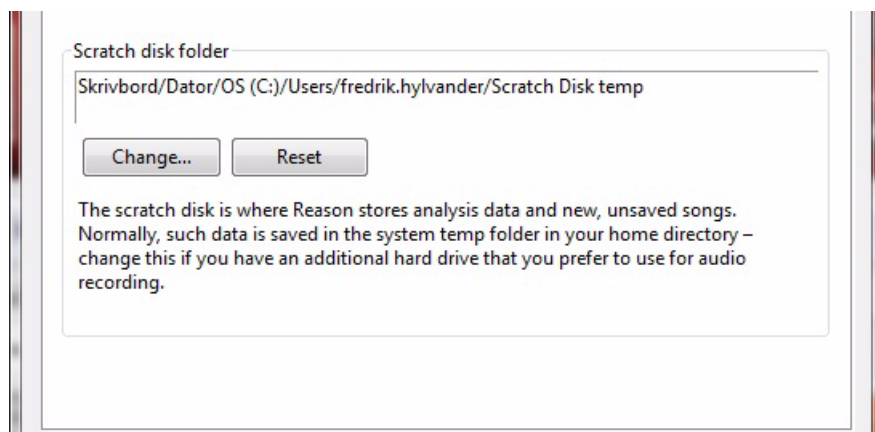 Scratch disk folder
Skrivbord/Dator/OS (C:)/Users/fredrik.hylvander/Scratch Disk temp
Change...
Reset
The scratch disk is where Reason stores analysis data and new, unsaved songs.
Normally, such data is saved in the system temp folder in your home directory –
change this if you have an additional hard drive that you prefer to use for audio
recording.